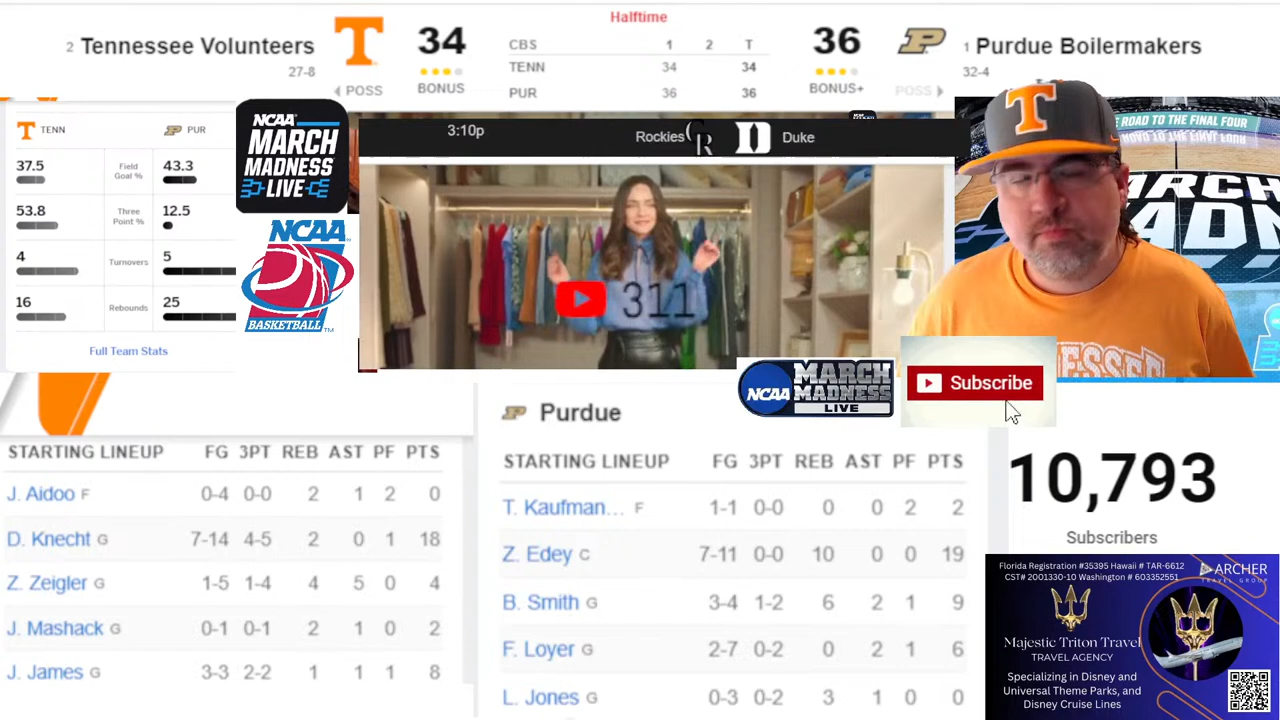 Halftime
2 Tennessee Volunteers
27-8
T
34
BONUS
POSS
CBS 1 2 T
TENN 34 34
PUR 36 36
36
BONUS+
POSS
P
1 Purdue Boilermakers
32-4
T TENN P PUR
37.5 Field Goal % 43.3
53.8 Three Point % 12.5
4 Turnovers 5
16 Rebounds 25
Full Team Stats
NCAA
MARCH
MADNESS
LIVE
NCAA
BASKETBALL™
3:10p
Rockies CR D Duke
311
T
ROAD TO THE FINAL FOUR
NCAA MARCH
MADNESS
LIVE
Subscribe
10,793
Subscribers
STARTING LINEUP FG 3PT REB AST PF PTS
J. Aidoo F 0-4 0-0 2 1 2 0
D. Knecht G 7-14 4-5 2 0 1 18
Z. Zeigler G 1-5 1-4 4 5 0 4
J. Mashack G 0-1 0-1 2 1 0 2
J. James G 3-3 2-2 1 1 1 8
P Purdue
STARTING LINEUP FG 3PT REB AST PF PTS
T. Kaufman... F 1-1 0-0 0 0 2 2
Z. Edey C 7-11 0-0 10 0 0 19
B. Smith G 3-4 1-2 6 2 1 9
F. Loyer G 2-7 0-2 0 2 1 6
L. Jones G 0-3 0-2 3 1 0 0
Florida Registration #35395 Hawaii # TAR-6612
CST# 2001330-10 Washington # 603352551
ARCHER
TRAVEL GROUP
Majestic Triton Travel
TRAVEL AGENCY
Specializing in Disney and
Universal Theme Parks, and
Disney Cruise Lines